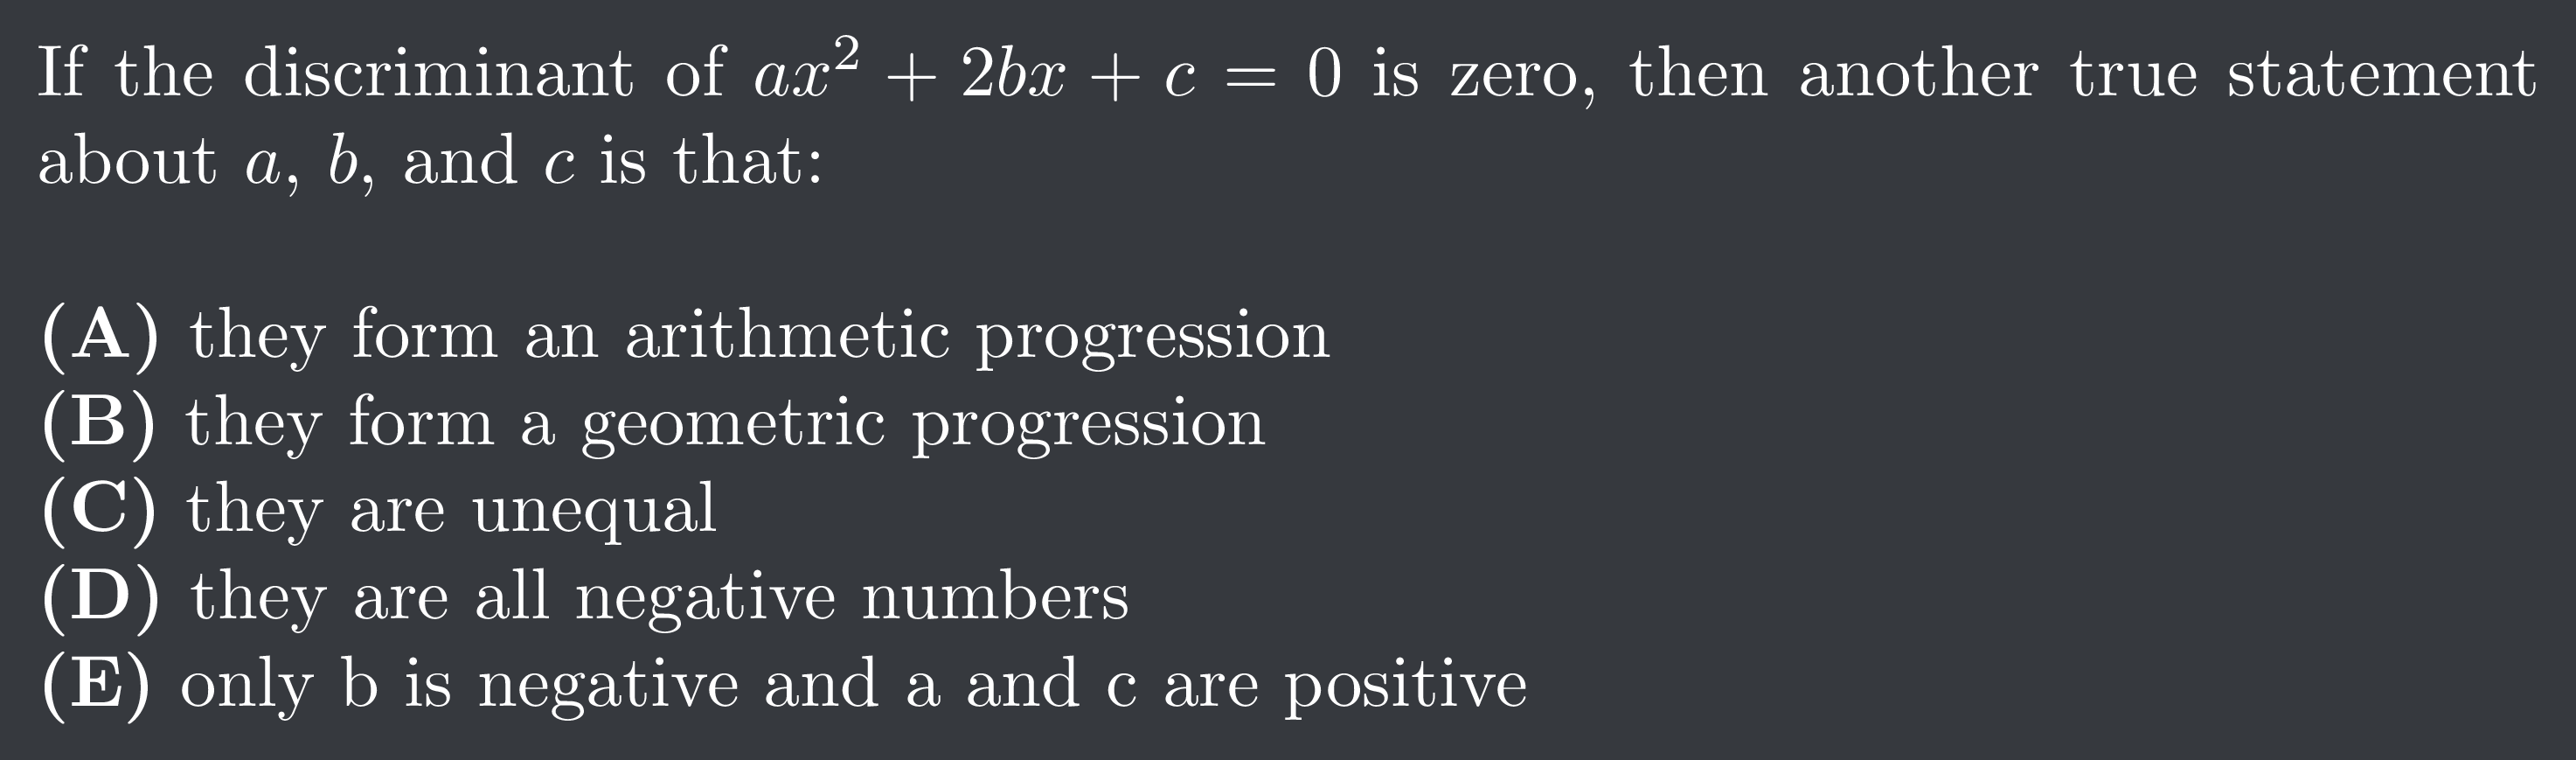 If the discriminant of $ax^2 + 2bx + c = 0$ is zero, then another true statement
about $a$, $b$, and $c$ is that:
(A) they form an arithmetic progression
(B) they form a geometric progression
(C) they are unequal
(D) they are all negative numbers
(E) only b is negative and a and c are positive